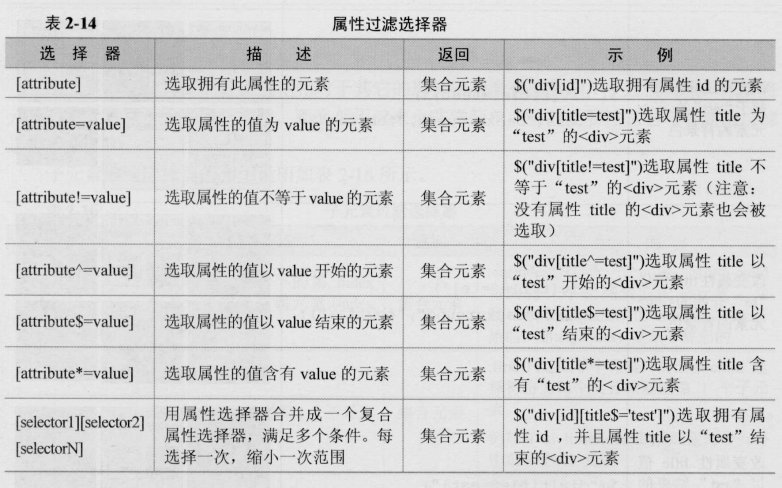 表 2-14 属性过滤选择器
选 择 器 描 述 返回 示 例
[attribute] 选取拥有此属性的元素 集合元素 $("div[id]")选取拥有属性 id 的元素
[attribute=value] 选取属性的值为 value 的元素 集合元素 $("div[title=test]")选取属性 title 为
“test”的<div>元素
[attribute!=value] 选取属性的值不等于 value 的元素 集合元素 $("div[title!=test]")选取属性 title 不
等于“test”的<div>元素（注意：
没有属性 title 的<div>元素也会被
选取）
[attribute^=value] 选取属性的值以 value 开始的元素 集合元素 $("div[title^=test]")选取属性 title 以
“test”开始的<div>元素
[attribute$=value] 选取属性的值以 value 结束的元素 集合元素 $("div[title$=test]")选取属性 title 以
“test”结束的<div>元素
[attribute*=value] 选取属性的值含有 value 的元素 集合元素 $("div[title*=test]")选取属性 title 含
有“test”的< div>元素
[selector1][selector2]
[selectorN]
用属性选择器合并成一个复合
属性选择器，满足多个条件。每
选择一次，缩小一次范围
集合元素
$("div[id][title$='test']")选取拥有属
性 id ，并且属性 title 以“test”结
束的<div>元素